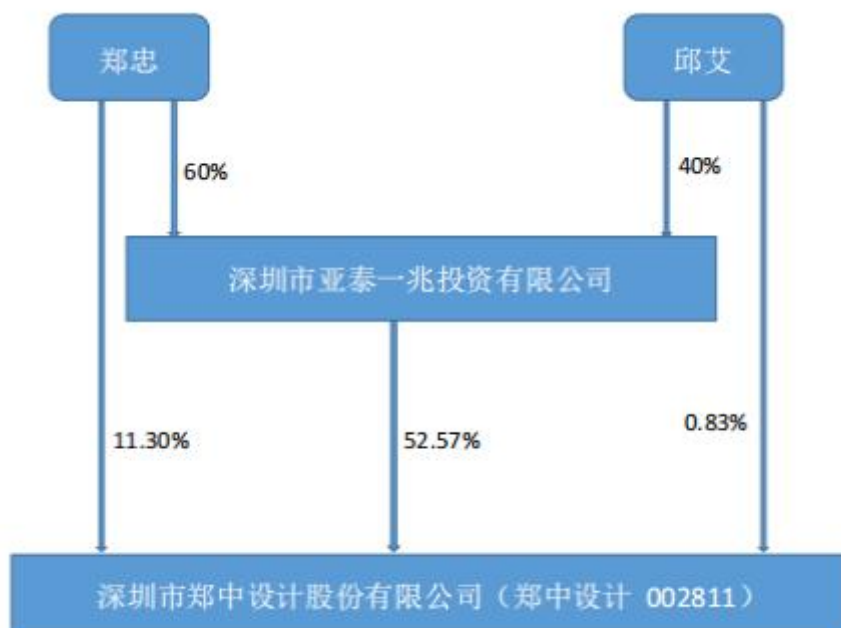 郑忠
邱艾
60%
40%
深圳市亚泰一兆投资有限公司
11.30%
52.57%
0.83%
深圳市郑中设计股份有限公司（郑中设计 002811）